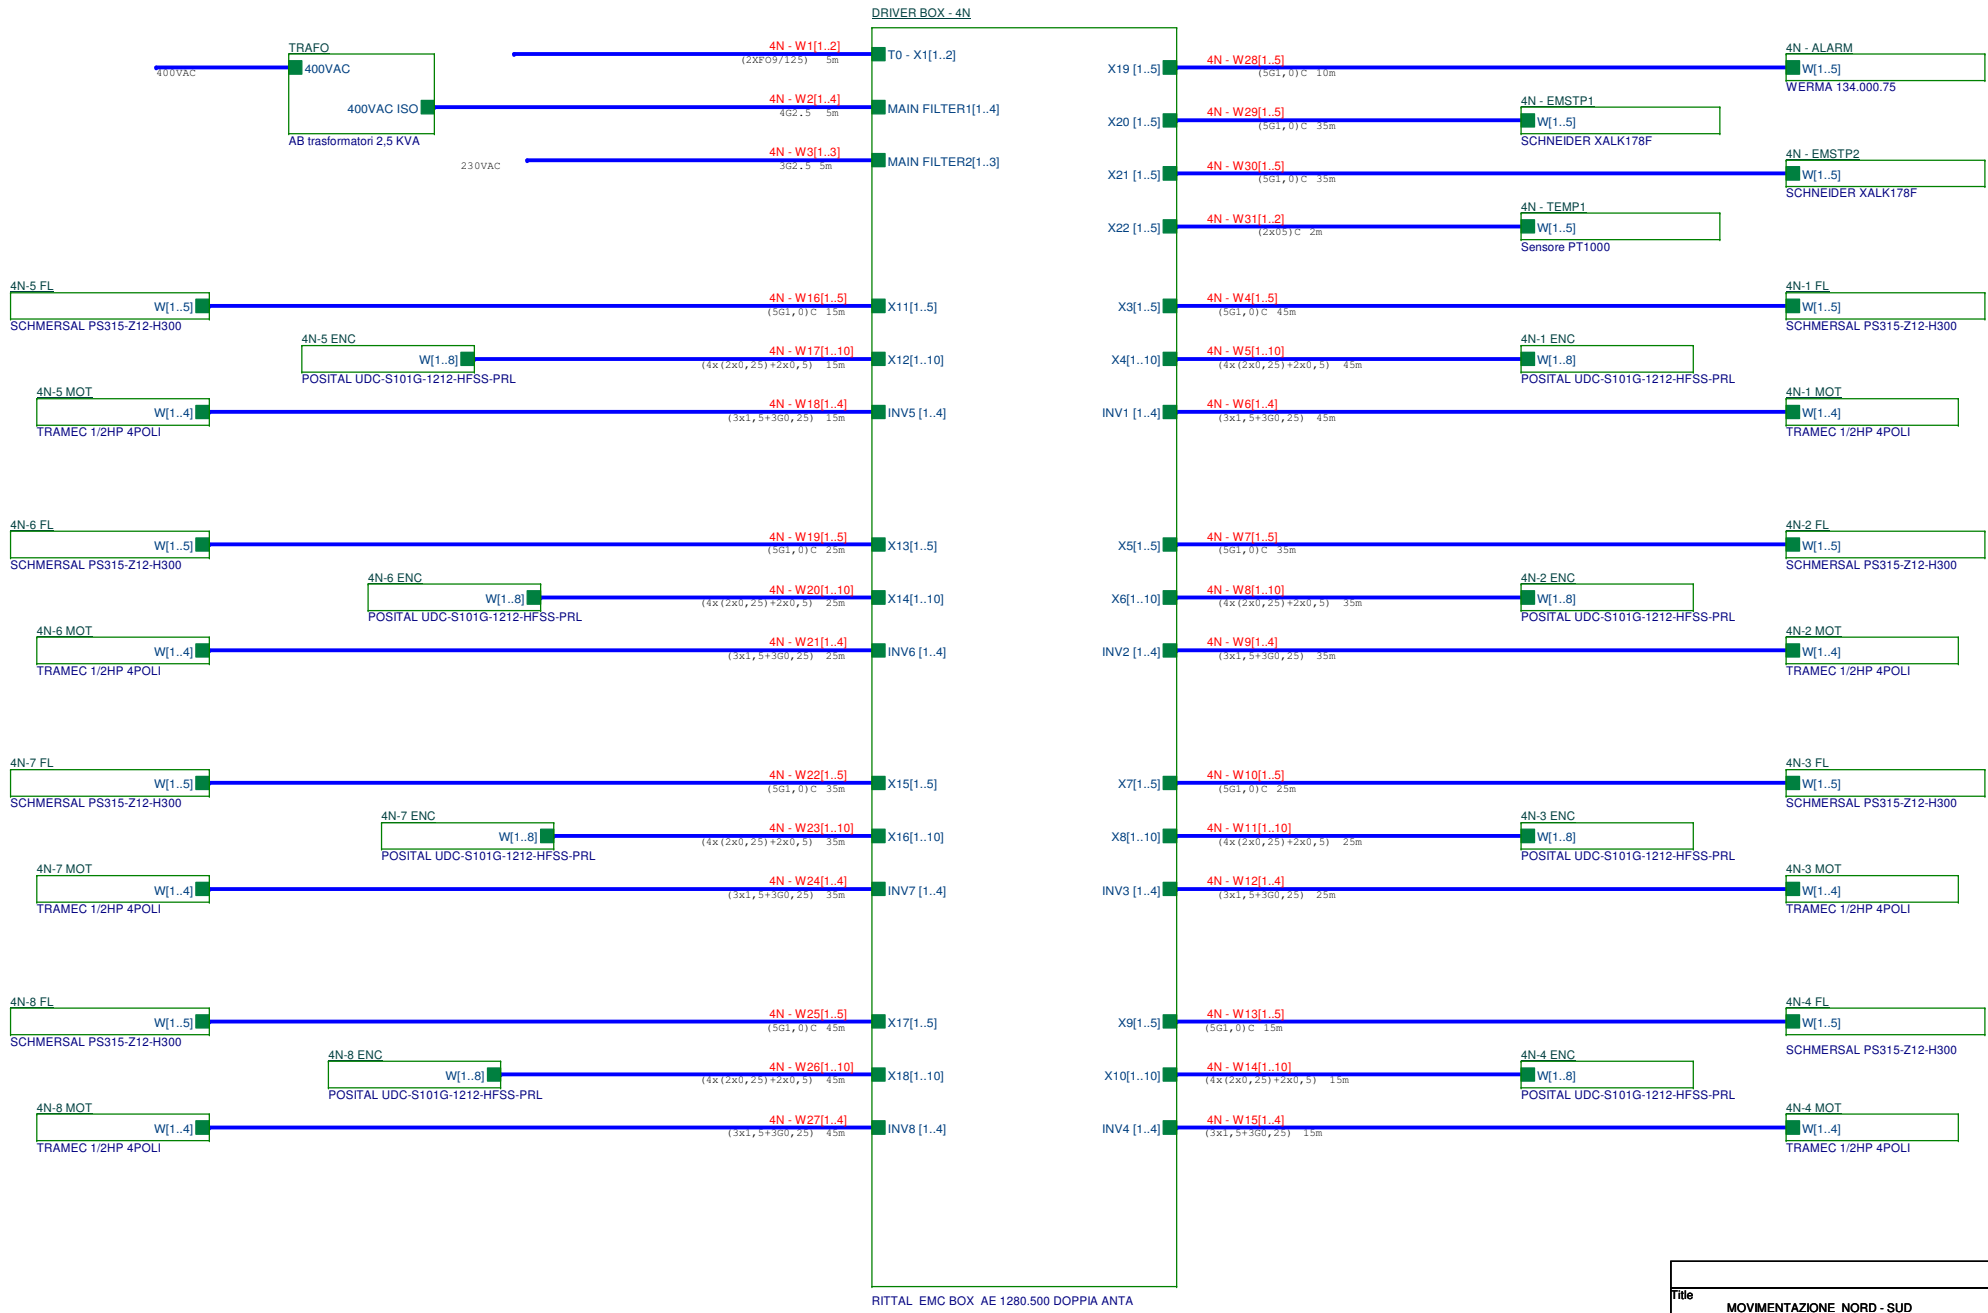 DRIVER BOX - 4N
TRAFO
400VAC
400VAC
400VAC ISO
AB trasformatori 2,5 KVA
4N - W1[1..2]
(2XFO9/125) 5m
T0 - X1[1..2]
4N - W2[1..4]
4G2.5 5m
MAIN FILTER1[1..4]
230VAC
4N - W3[1..3]
3G2.5 5m
MAIN FILTER2[1..3]
4N-5 FL
W[1..5]
SCHMERSAL PS315-Z12-H300
4N - W16[1..5]
(5G1,0)C 15m
X11[1..5]
4N-5 ENC
W[1..8]
POSITAL UDC-S101G-1212-HFSS-PRL
4N - W17[1..10]
(4x(2x0,25)+2x0,5) 15m
X12[1..10]
4N-5 MOT
W[1..4]
TRAMEC 1/2HP 4POLI
4N - W18[1..4]
(3x1,5+3G0,25) 15m
INV5 [1..4]
4N-6 FL
W[1..5]
SCHMERSAL PS315-Z12-H300
4N - W19[1..5]
(5G1,0)C 25m
X13[1..5]
4N-6 ENC
W[1..8]
POSITAL UDC-S101G-1212-HFSS-PRL
4N - W20[1..10]
(4x(2x0,25)+2x0,5) 25m
X14[1..10]
4N-6 MOT
W[1..4]
TRAMEC 1/2HP 4POLI
4N - W21[1..4]
(3x1,5+3G0,25) 25m
INV6 [1..4]
4N-7 FL
W[1..5]
SCHMERSAL PS315-Z12-H300
4N - W22[1..5]
(5G1,0)C 35m
X15[1..5]
4N-7 ENC
W[1..8]
POSITAL UDC-S101G-1212-HFSS-PRL
4N - W23[1..10]
(4x(2x0,25)+2x0,5) 35m
X16[1..10]
4N-7 MOT
W[1..4]
TRAMEC 1/2HP 4POLI
4N - W24[1..4]
(3x1,5+3G0,25) 35m
INV7 [1..4]
4N-8 FL
W[1..5]
SCHMERSAL PS315-Z12-H300
4N - W25[1..5]
(5G1,0)C 45m
X17[1..5]
4N-8 ENC
W[1..8]
POSITAL UDC-S101G-1212-HFSS-PRL
4N - W26[1..10]
(4x(2x0,25)+2x0,5) 45m
X18[1..10]
4N-8 MOT
W[1..4]
TRAMEC 1/2HP 4POLI
4N - W27[1..4]
(3x1,5+3G0,25) 45m
INV8 [1..4]
X19 [1..5]
4N - W28[1..5]
(5G1,0)C 10m
4N - ALARM
W[1..5]
WERMA 134.000.75
X20 [1..5]
4N - W29[1..5]
(5G1,0)C 35m
4N - EMSTP1
W[1..5]
SCHNEIDER XALK178F
X21 [1..5]
4N - W30[1..5]
(5G1,0)C 35m
4N - EMSTP2
W[1..5]
SCHNEIDER XALK178F
X22 [1..5]
4N - W31[1..2]
(2x05)C 2m
4N - TEMP1
W[1..5]
Sensore PT1000
X3[1..5]
4N - W4[1..5]
(5G1,0)C 45m
4N-1 FL
W[1..5]
SCHMERSAL PS315-Z12-H300
X4[1..10]
4N - W5[1..10]
(4x(2x0,25)+2x0,5) 45m
4N-1 ENC
W[1..8]
POSITAL UDC-S101G-1212-HFSS-PRL
INV1 [1..4]
4N - W6[1..4]
(3x1,5+3G0,25) 45m
4N-1 MOT
W[1..4]
TRAMEC 1/2HP 4POLI
X5[1..5]
4N - W7[1..5]
(5G1,0)C 35m
4N-2 FL
W[1..5]
SCHMERSAL PS315-Z12-H300
X6[1..10]
4N - W8[1..10]
(4x(2x0,25)+2x0,5) 35m
4N-2 ENC
W[1..8]
POSITAL UDC-S101G-1212-HFSS-PRL
INV2 [1..4]
4N - W9[1..4]
(3x1,5+3G0,25) 35m
4N-2 MOT
W[1..4]
TRAMEC 1/2HP 4POLI
X7[1..5]
4N - W10[1..5]
(5G1,0)C 25m
4N-3 FL
W[1..5]
SCHMERSAL PS315-Z12-H300
X8[1..10]
4N - W11[1..10]
(4x(2x0,25)+2x0,5) 25m
4N-3 ENC
W[1..8]
POSITAL UDC-S101G-1212-HFSS-PRL
INV3 [1..4]
4N - W12[1..4]
(3x1,5+3G0,25) 25m
4N-3 MOT
W[1..4]
TRAMEC 1/2HP 4POLI
X9[1..5]
4N - W13[1..5]
(5G1,0)C 15m
4N-4 FL
W[1..5]
SCHMERSAL PS315-Z12-H300
X10[1..10]
4N - W14[1..10]
(4x(2x0,25)+2x0,5) 15m
4N-4 ENC
W[1..8]
POSITAL UDC-S101G-1212-HFSS-PRL
INV4 [1..4]
4N - W15[1..4]
(3x1,5+3G0,25) 15m
4N-4 MOT
W[1..4]
TRAMEC 1/2HP 4POLI
RITTAL EMC BOX AE 1280.500 DOPPIA ANTA
Title
MOVIMENTAZIONE NORD - SUD